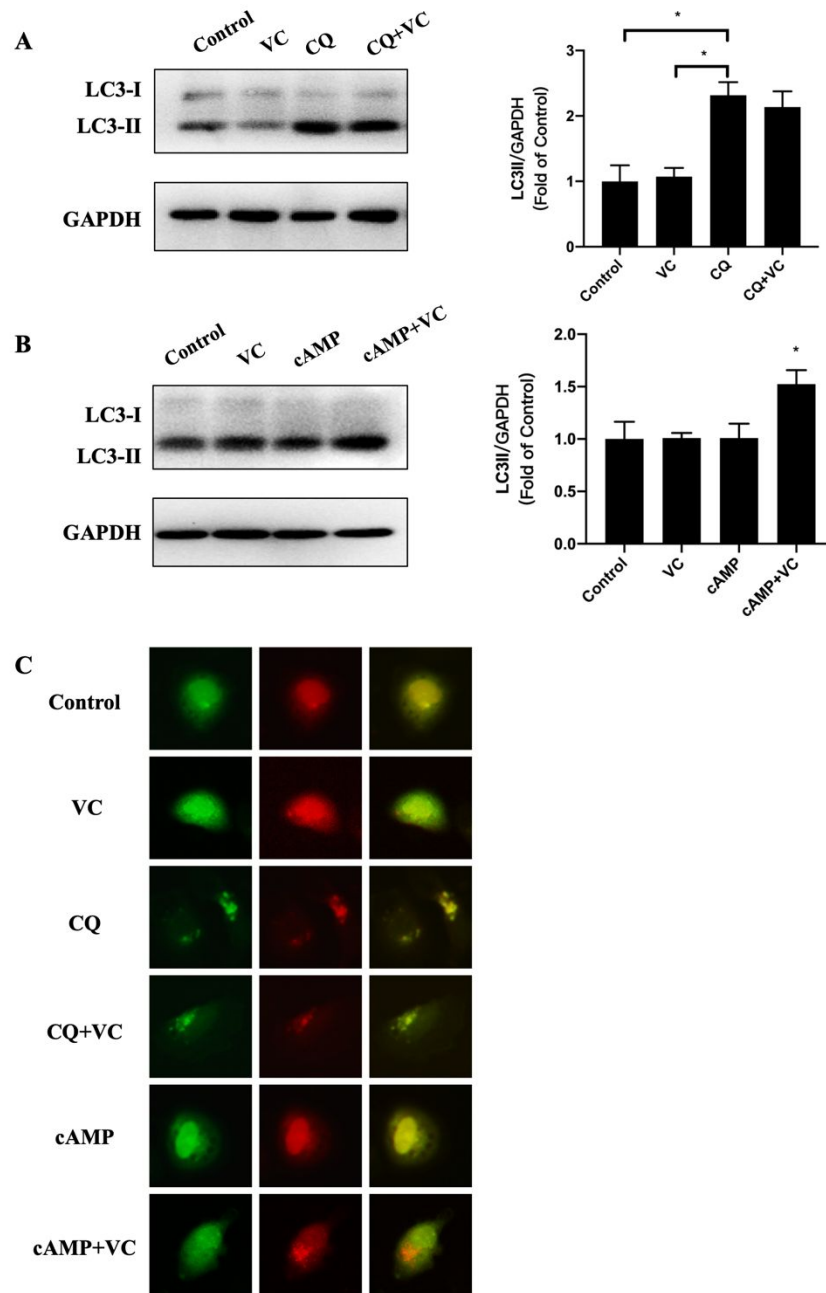 A
Control VC CQ CQ+VC
LC3-I
LC3-II
GAPDH
LC3II/GAPDH
(Fold of Control)
3
2
1
0
*
*
Control VC CQ CQ+VC
B
Control VC cAMP cAMP+VC
LC3-I
LC3-II
GAPDH
LC3II/GAPDH
(Fold of Control)
2.0
1.5
1.0
0.5
0.0
*
Control VC cAMP cAMP+VC
C
Control
VC
CQ
CQ+VC
cAMP
cAMP+VC